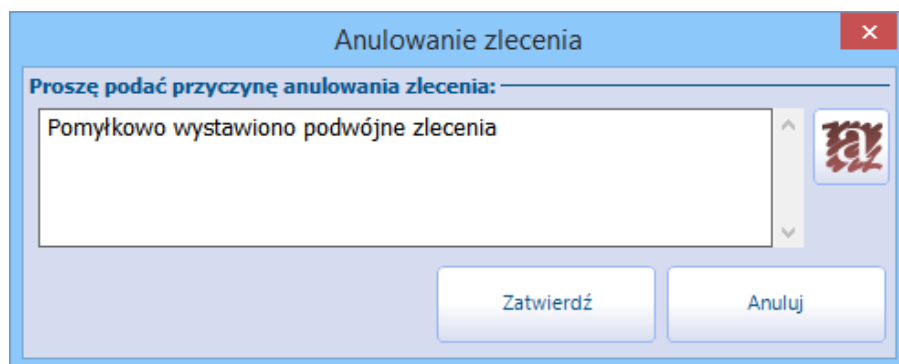 Anulowanie zlecenia
Proszę podać przyczynę anulowania zlecenia:
Pomyłkowo wystawiono podwójne zlecenia
a
Zatwierdź
Anuluj